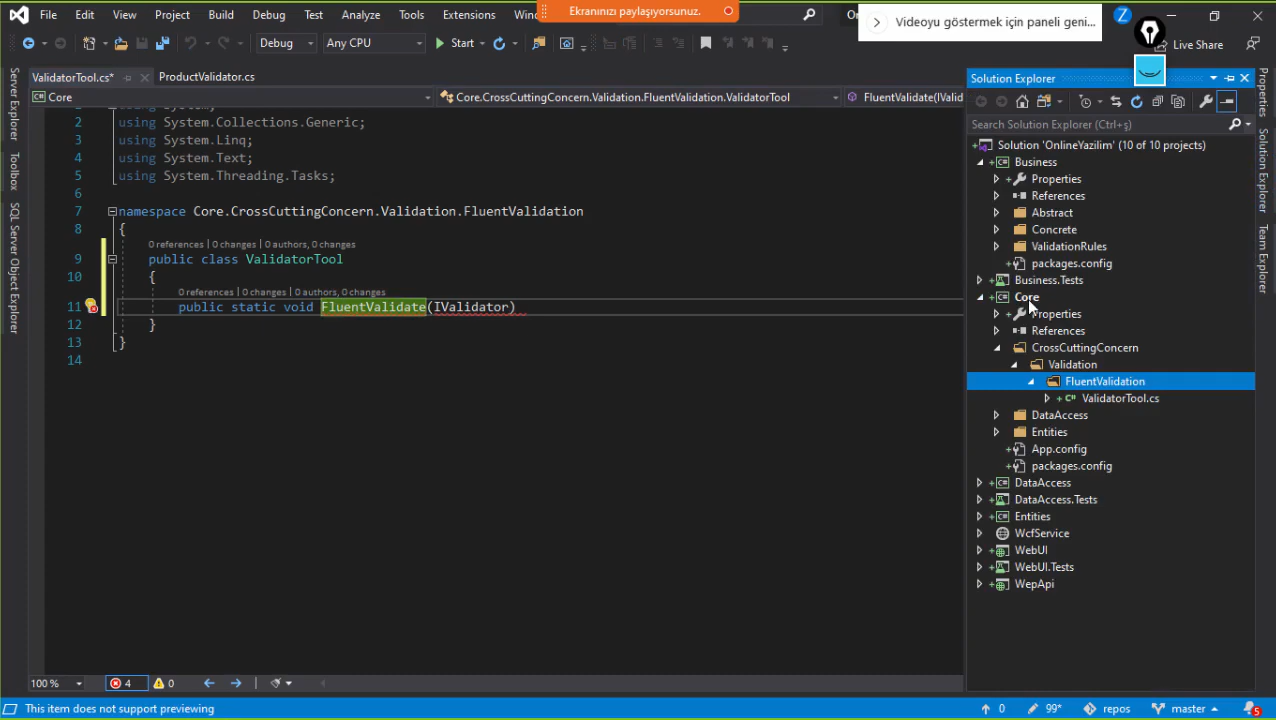 File Edit View Project Build Debug Test Analyze Tools Extensions
Ekranınızı paylaşıyorsunuz.
Videoyu göstermek için paneli geni...
Z
Debug Any CPU Start Live Share
ValidatorTool.cs* ProductValidator.cs
Core Core.CrossCuttingConcern.Validation.FluentValidation.ValidatorTool FluentValidate(IValid
2 using System.Collections.Generic;
3 using System.Linq;
4 using System.Text;
5 using System.Threading.Tasks;
6
7 namespace Core.CrossCuttingConcern.Validation.FluentValidation
8 {
0 references | 0 changes | 0 authors, 0 changes
9 public class ValidatorTool
10 {
0 references | 0 changes | 0 authors, 0 changes
11 public static void FluentValidate(IValidator)
12 }
13 }
14
100 % 4 0
This item does not support previewing
0 99* repos master 5
Server Explorer
Toolbox
SQL Server Object Explorer
Solution Explorer
Search Solution Explorer (Ctrl+ş)
Solution 'OnlineYazilim' (10 of 10 projects)
Business
Properties
References
Abstract
Concrete
ValidationRules
packages.config
Business.Tests
Core
Properties
References
CrossCuttingConcern
Validation
FluentValidation
ValidatorTool.cs
DataAccess
Entities
App.config
packages.config
DataAccess
DataAccess.Tests
Entities
WcfService
WebUI
WebUI.Tests
WepApi
Properties
Solution Explorer
Team Explorer